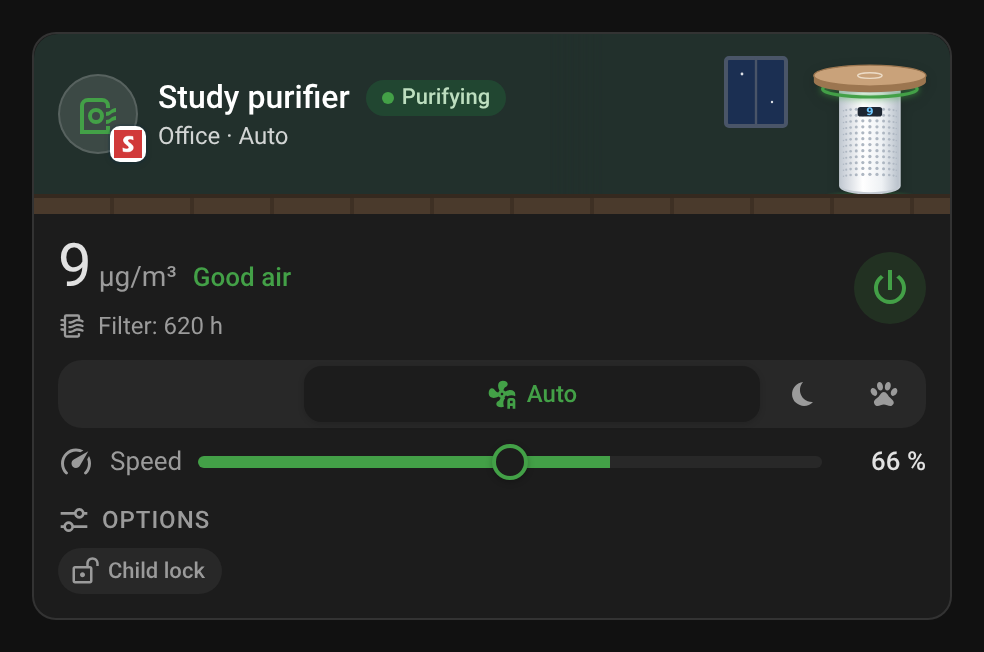 Study purifier
Purifying
S
Office · Auto
9
9 µg/m³ Good air
Filter: 620 h
Auto
Speed
66 %
OPTIONS
Child lock